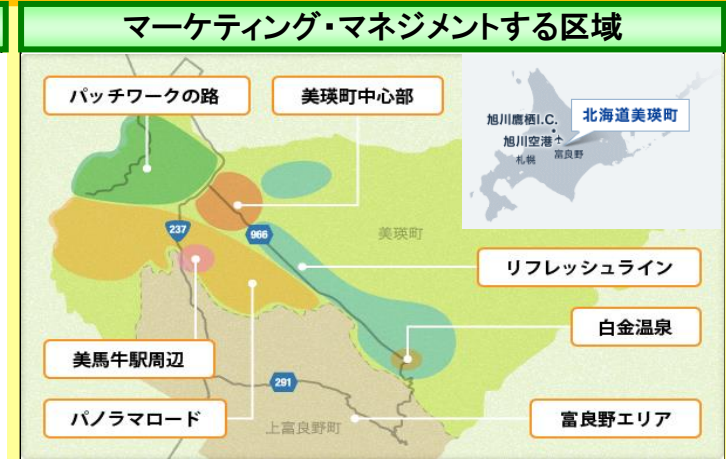 マーケティング・マネジメントする区域
パッチワークの路
美瑛町中心部
旭川鷹栖I.C.
旭川空港
札幌
富良野
北海道美瑛町
237
966
美瑛町
リフレッシュライン
白金温泉
美馬牛駅周辺
291
パノラマロード
上富良野町
富良野エリア